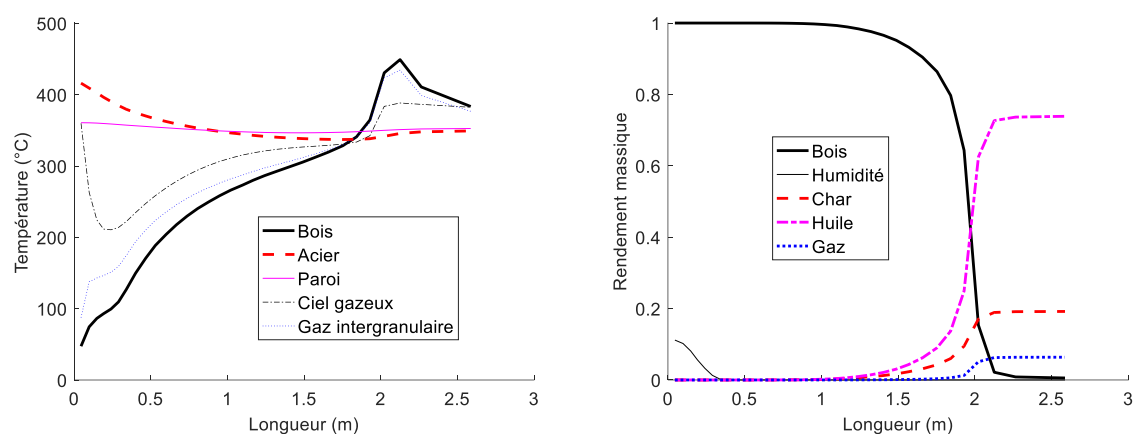 500
400
300
200
100
0
Température (°C)
Bois
Acier
Paroi
Ciel gazeux
Gaz intergranulaire
0
0.5
1
1.5
2
2.5
3
Longueur (m)
1
0.8
0.6
0.4
0.2
0
Rendement massique
Bois
Humidité
Char
Huile
Gaz
0
0.5
1
1.5
2
2.5
3
Longueur (m)